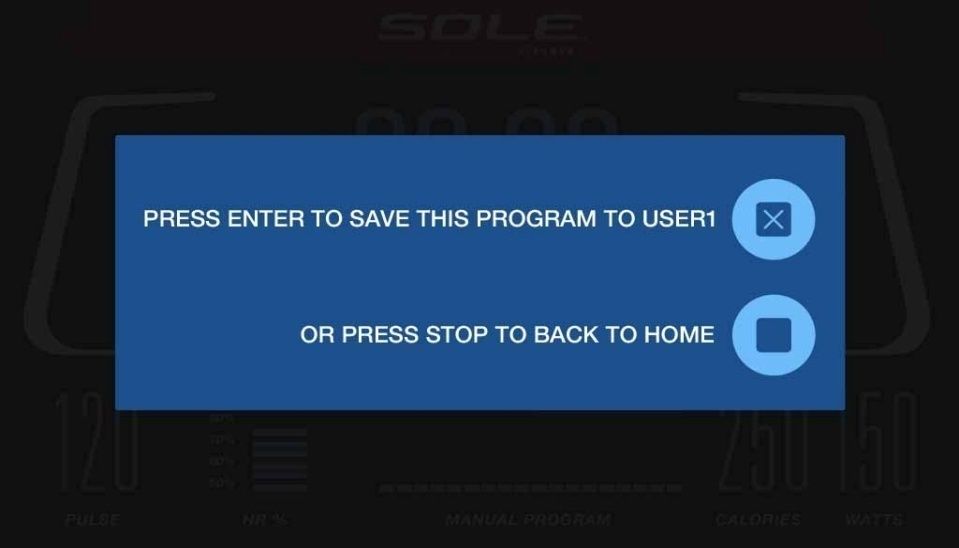 SOLE
PRESS ENTER TO SAVE THIS PROGRAM TO USER1
OR PRESS STOP TO BACK TO HOME
120
250
150
50%
PULSE
HR %
MANUAL PROGRAM
CALORIES
WATTS